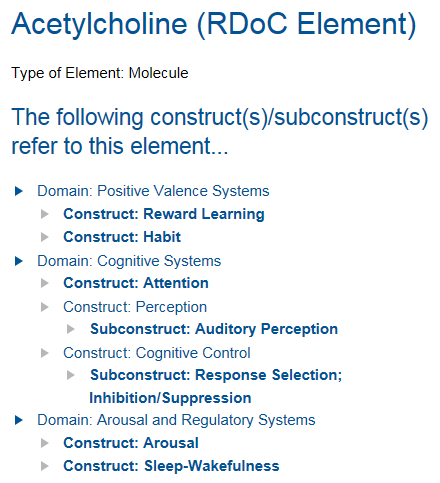 Acetylcholine (RDoC Element)
Type of Element: Molecule
The following construct(s)/subconstruct(s)
refer to this element...
Domain: Positive Valence Systems
Construct: Reward Learning
Construct: Habit
Domain: Cognitive Systems
Construct: Attention
Construct: Perception
Subconstruct: Auditory Perception
Construct: Cognitive Control
Subconstruct: Response Selection;
Inhibition/Suppression
Domain: Arousal and Regulatory Systems
Construct: Arousal
Construct: Sleep-Wakefulness